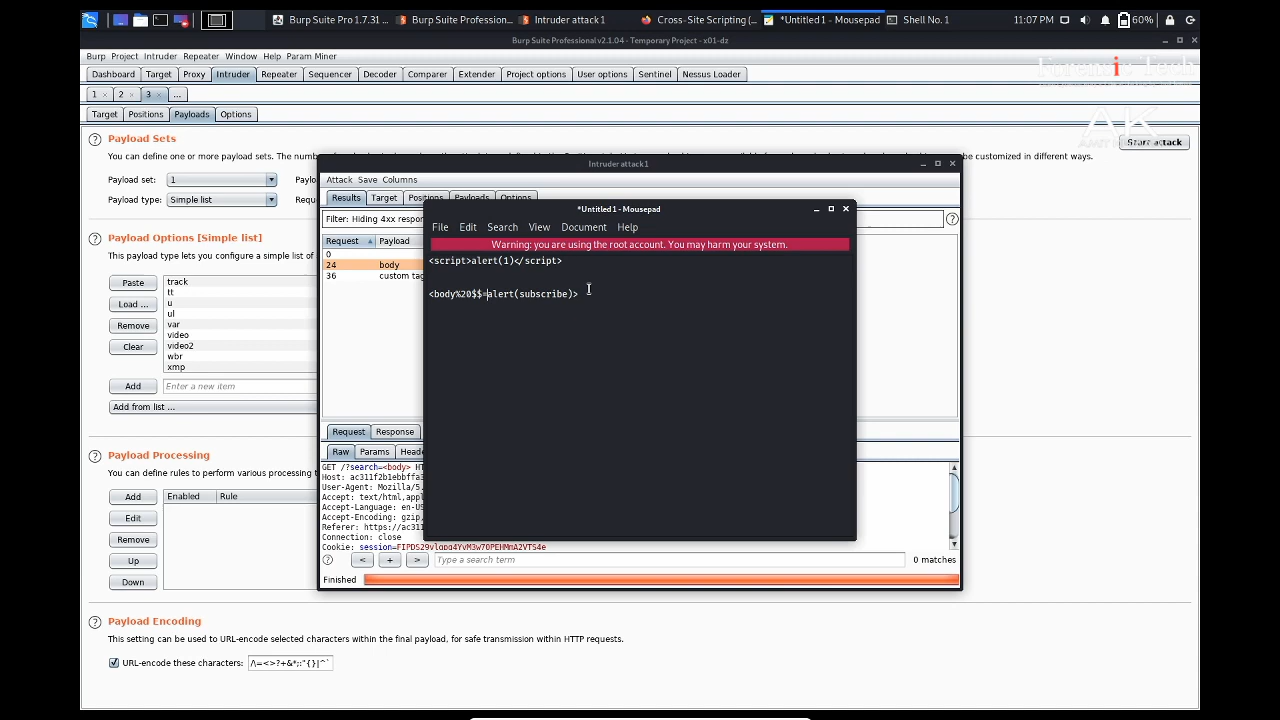 Burp Suite Pro 1.7.31 ...
Burp Suite Profession...
Intruder attack 1
Cross-Site Scripting (...
*Untitled 1 - Mousepad
Shell No. 1
11:07 PM
60%
Burp Suite Professional v2.1.04 - Temporary Project - x01-dz
Burp Project Intruder Repeater Window Help Param Miner
Dashboard Target Proxy Intruder Repeater Sequencer Decoder Comparer Extender Project options User options Sentinel Nessus Loader
1 × 2 × 3 × ...
Target Positions Payloads Options
Forensic Tech
AK
Start attack
? Payload Sets
You can define one or more payload sets. The num
customized in different ways.
Payload set: 1
Payload type: Simple list
? Payload Options [Simple list]
This payload type lets you configure a simple list of
Paste
Load ...
Remove
Clear
track
tt
u
ul
var
video
video2
wbr
xmp
Add Enter a new item
Add from list ...
? Payload Processing
You can define rules to perform various processing t
Add Enabled Rule
Edit
Remove
Up
Down
? Payload Encoding
This setting can be used to URL-encode selected characters within the final payload, for safe transmission within HTTP requests.
URL-encode these characters: /\=<>?+&*;:"{}|^`
Intruder attack 1
Attack Save Columns
Results Target Positions Payloads Options
Filter: Hiding 4xx respon
?
Request Payload
0
24 body
36 custom tag
Request Response
Raw Params Heade
GET /?search=<body> HT
Host: ac311f2b1ebbffa3
User-Agent: Mozilla/5.
Accept: text/html,appl
Accept-Language: en-US
Accept-Encoding: gzip,
Referer: https://ac311
Connection: close
? < + > Type a search term 0 matches
Finished
*Untitled 1 - Mousepad
File Edit Search View Document Help
Warning: you are using the root account. You may harm your system.
<script>alert(1)</script>
<body%20$$=alert(subscribe)>